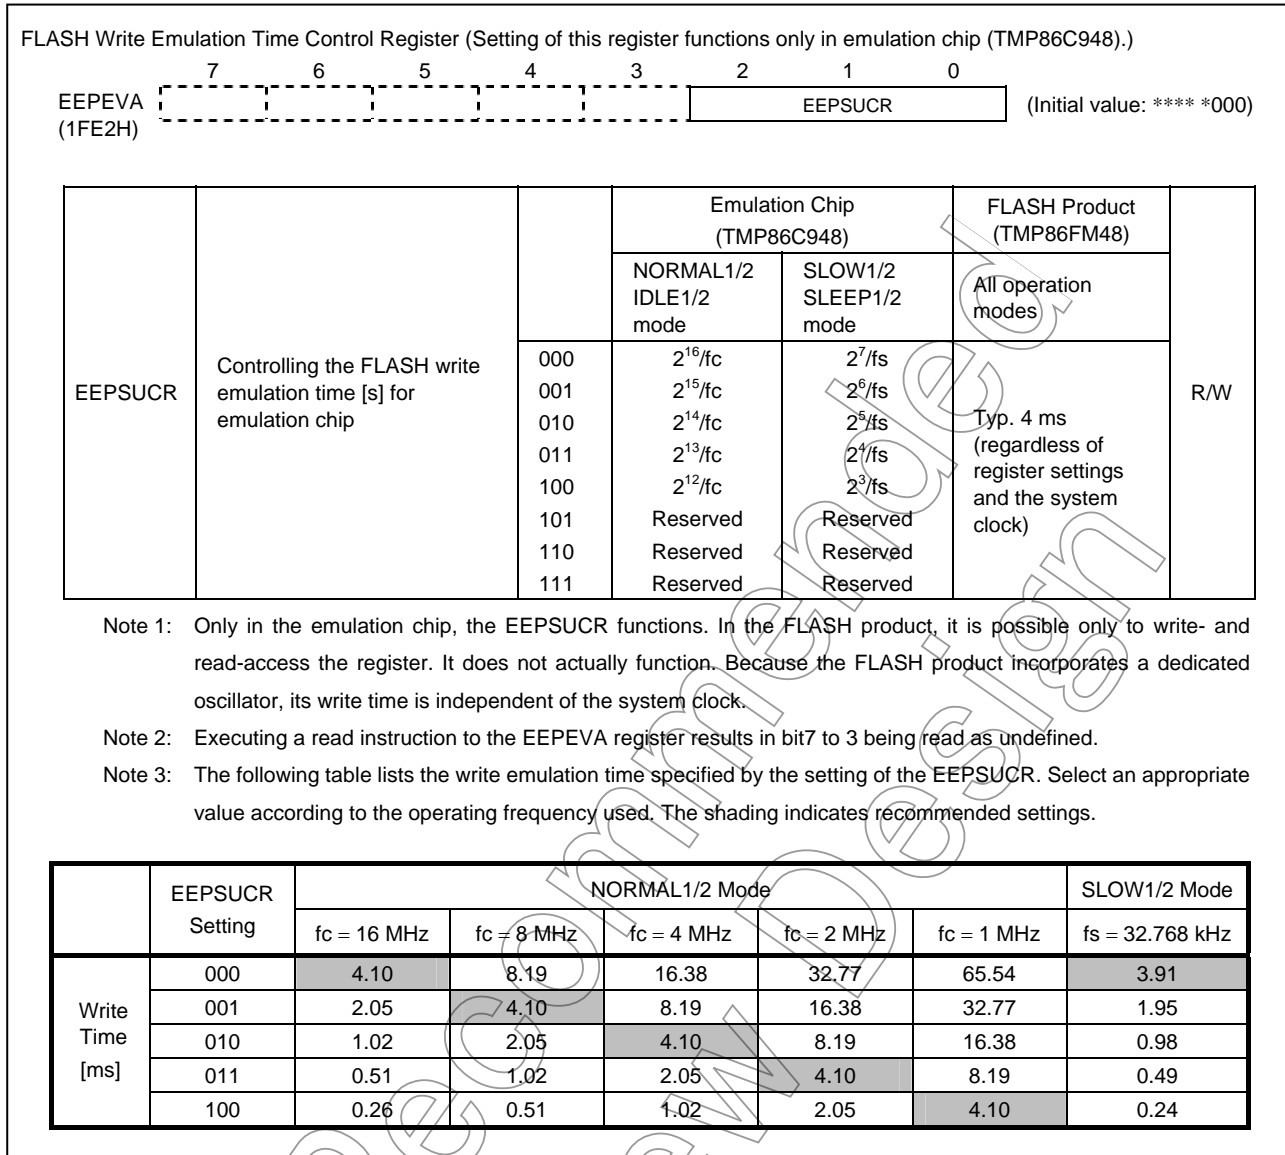 FLASH Write Emulation Time Control Register (Setting of this register functions only in emulation chip (TMP86C948).)
7 6 5 4 3 2 1 0
EEPEVA
(1FE2H)
EEPSUCR
(Initial value: **** *000)
Emulation Chip
(TMP86C948)
FLASH Product
(TMP86FM48)
NORMAL1/2
IDLE1/2
mode
SLOW1/2
SLEEP1/2
mode
All operation
modes
EEPSUCR
Controlling the FLASH write
emulation time [s] for
emulation chip
000 2^16/fc 2^7/fs
001 2^15/fc 2^6/fs
010 2^14/fc 2^5/fs
011 2^13/fc 2^4/fs
100 2^12/fc 2^3/fs
101 Reserved Reserved
110 Reserved Reserved
111 Reserved Reserved
Typ. 4 ms
(regardless of
register settings
and the system
clock)
R/W
Note 1: Only in the emulation chip, the EEPSUCR functions. In the FLASH product, it is possible only to write- and
read-access the register. It does not actually function. Because the FLASH product incorporates a dedicated
oscillator, its write time is independent of the system clock.
Note 2: Executing a read instruction to the EEPEVA register results in bit7 to 3 being read as undefined.
Note 3: The following table lists the write emulation time specified by the setting of the EEPSUCR. Select an appropriate
value according to the operating frequency used. The shading indicates recommended settings.
EEPSUCR
Setting
NORMAL1/2 Mode SLOW1/2 Mode
fc = 16 MHz fc = 8 MHz fc = 4 MHz fc = 2 MHz fc = 1 MHz fs = 32.768 kHz
Write
Time
[ms]
000 4.10 8.19 16.38 32.77 65.54 3.91
001 2.05 4.10 8.19 16.38 32.77 1.95
010 1.02 2.05 4.10 8.19 16.38 0.98
011 0.51 1.02 2.05 4.10 8.19 0.49
100 0.26 0.51 1.02 2.05 4.10 0.24
Recommended
ew Design